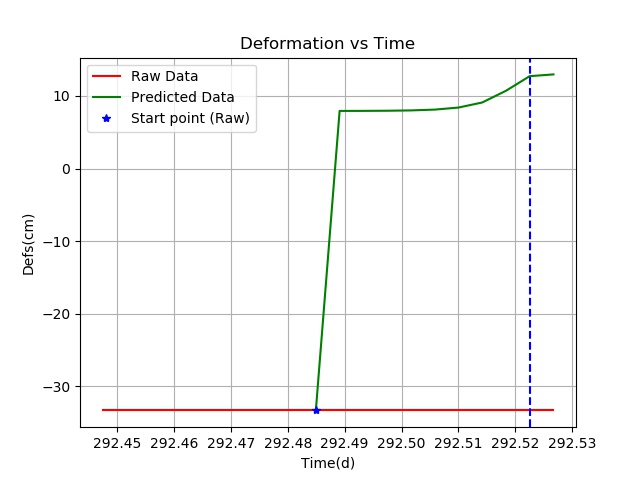 Deformation vs Time
Raw Data
Predicted Data
Start point (Raw)
Defs(cm)
10
0
−10
−20
−30
292.45 292.46 292.47 292.48 292.49 292.50 292.51 292.52 292.53
Time(d)